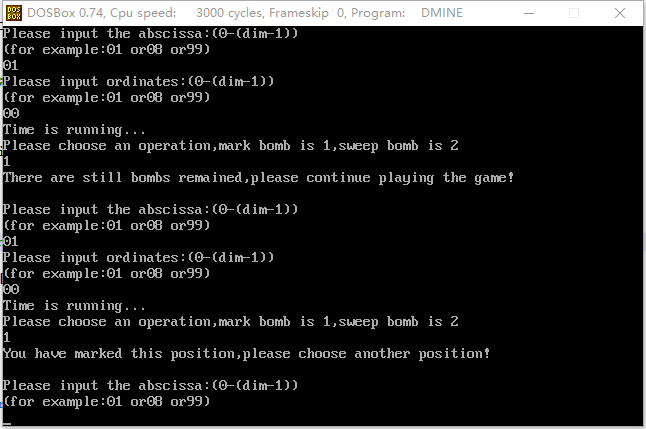 DOSBox 0.74, Cpu speed: 3000 cycles, Frameskip 0, Program: DMINE
Please input the abscissa:(0-(dim-1))
(for example:01 or08 or99)
01
Please input ordinates:(0-(dim-1))
(for example:01 or08 or99)
00
Time is running...
Please choose an operation,mark bomb is 1,sweep bomb is 2
1
There are still bombs remained,please continue playing the game!
Please input the abscissa:(0-(dim-1))
(for example:01 or08 or99)
01
Please input ordinates:(0-(dim-1))
(for example:01 or08 or99)
00
Time is running...
Please choose an operation,mark bomb is 1,sweep bomb is 2
1
You have marked this position,please choose another position!
Please input the abscissa:(0-(dim-1))
(for example:01 or08 or99)